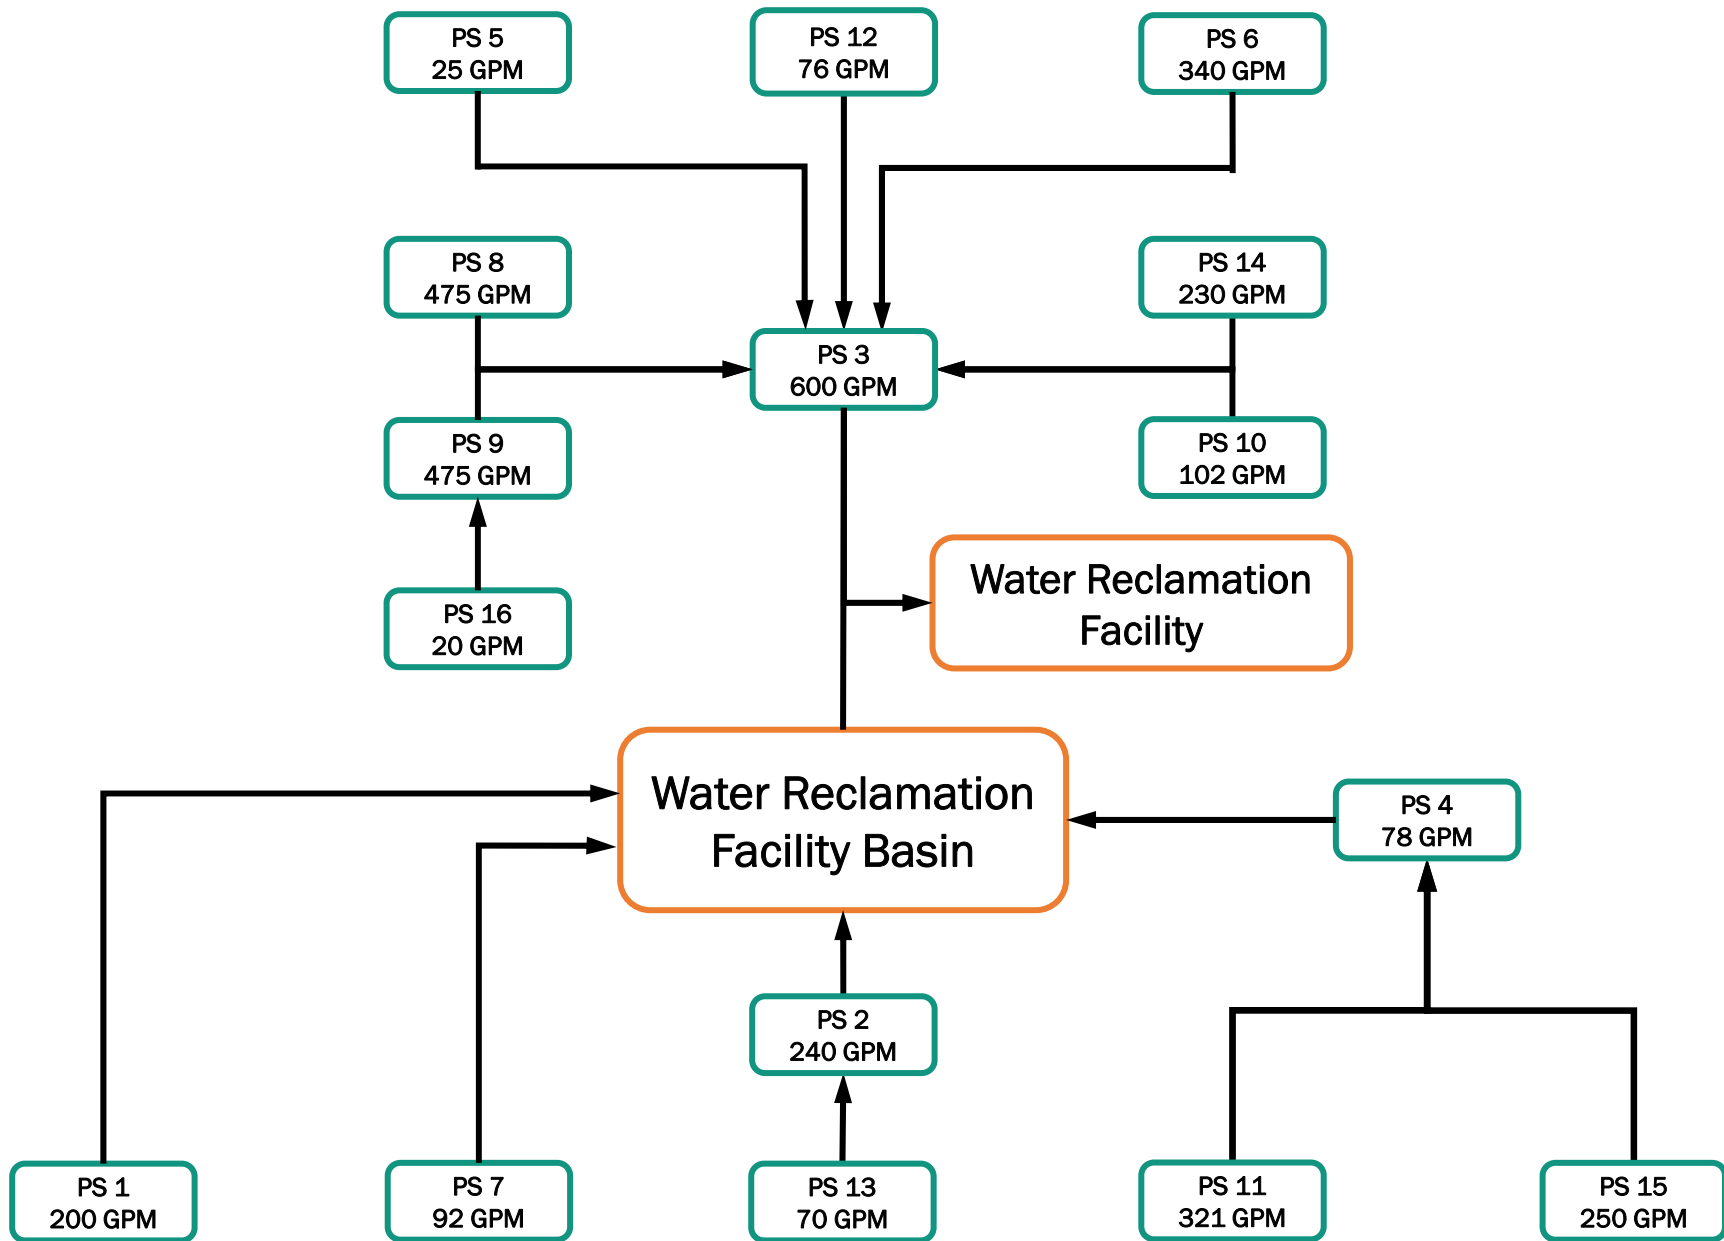 PS 5
25 GPM
PS 12
76 GPM
PS 6
340 GPM
PS 8
475 GPM
PS 14
230 GPM
PS 3
600 GPM
PS 9
475 GPM
PS 10
102 GPM
PS 16
20 GPM
Water Reclamation
Facility
Water Reclamation
Facility Basin
PS 4
78 GPM
PS 2
240 GPM
PS 1
200 GPM
PS 7
92 GPM
PS 13
70 GPM
PS 11
321 GPM
PS 15
250 GPM